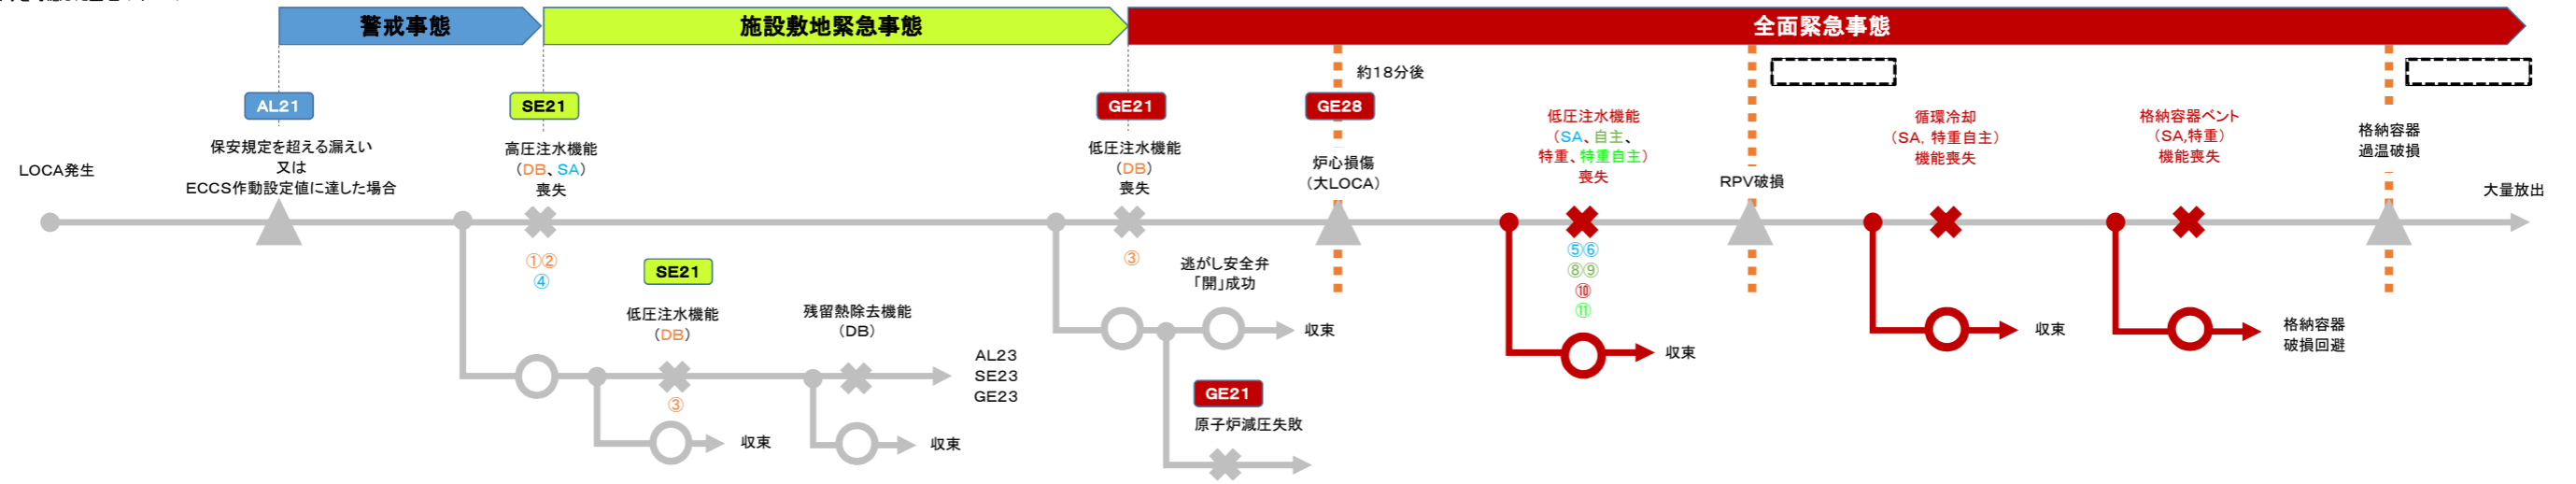 警戒事態
施設敷地緊急事態
全面緊急事態
約18分後
AL21
SE21
GE21
GE28
LOCA発生
保安規定を超える漏えい
又は
ECCS作動設定値に達した場合
高圧注水機能
(DB、SA)
喪失
低圧注水機能
(DB)
喪失
炉心損傷
(大LOCA)
低圧注水機能
(SA、自主、
特重、特重自主)
喪失
RPV破損
循環冷却
(SA, 特重自主)
機能喪失
格納容器ベント
(SA,特重)
機能喪失
格納容器
過温破損
大量放出
①②
④
SE21
低圧注水機能
(DB)
③
収束
残留熱除去機能
(DB)
収束
AL23
SE23
GE23
③
逃がし安全弁
「開」成功
収束
GE21
原子炉減圧失敗
⑤⑥
⑧⑨
⑩
⑪
収束
収束
格納容器
破損回避